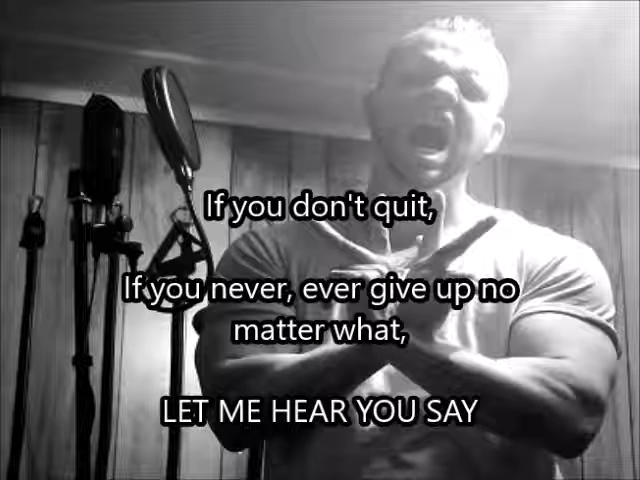 If you don't quit,
If you never, ever give up no
matter what,
LET ME HEAR YOU SAY